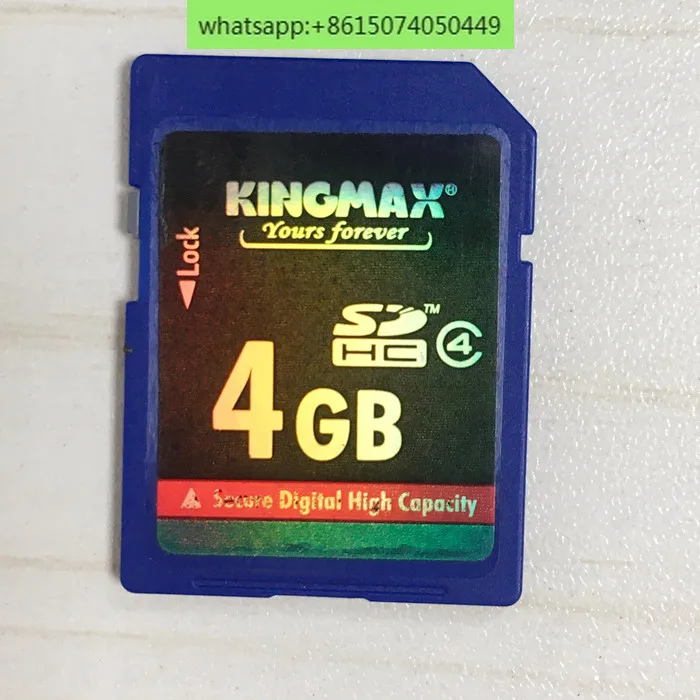 whatsapp:+8615074050449
KINGMAX®
Yours forever
◀Lock
SD™
HC ④
4GB
Secure Digital High Capacity